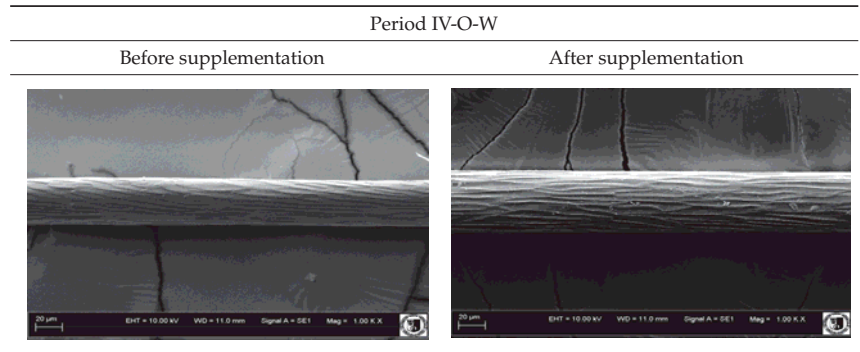 Period IV-O-W
Before supplementation After supplementation
20 µm EHT = 10.00 kV WD = 11.0 mm Signal A = SE1 Mag = 1.00 K X
20 µm EHT = 10.00 kV WD = 11.0 mm Signal A = SE1 Mag = 1.00 K X